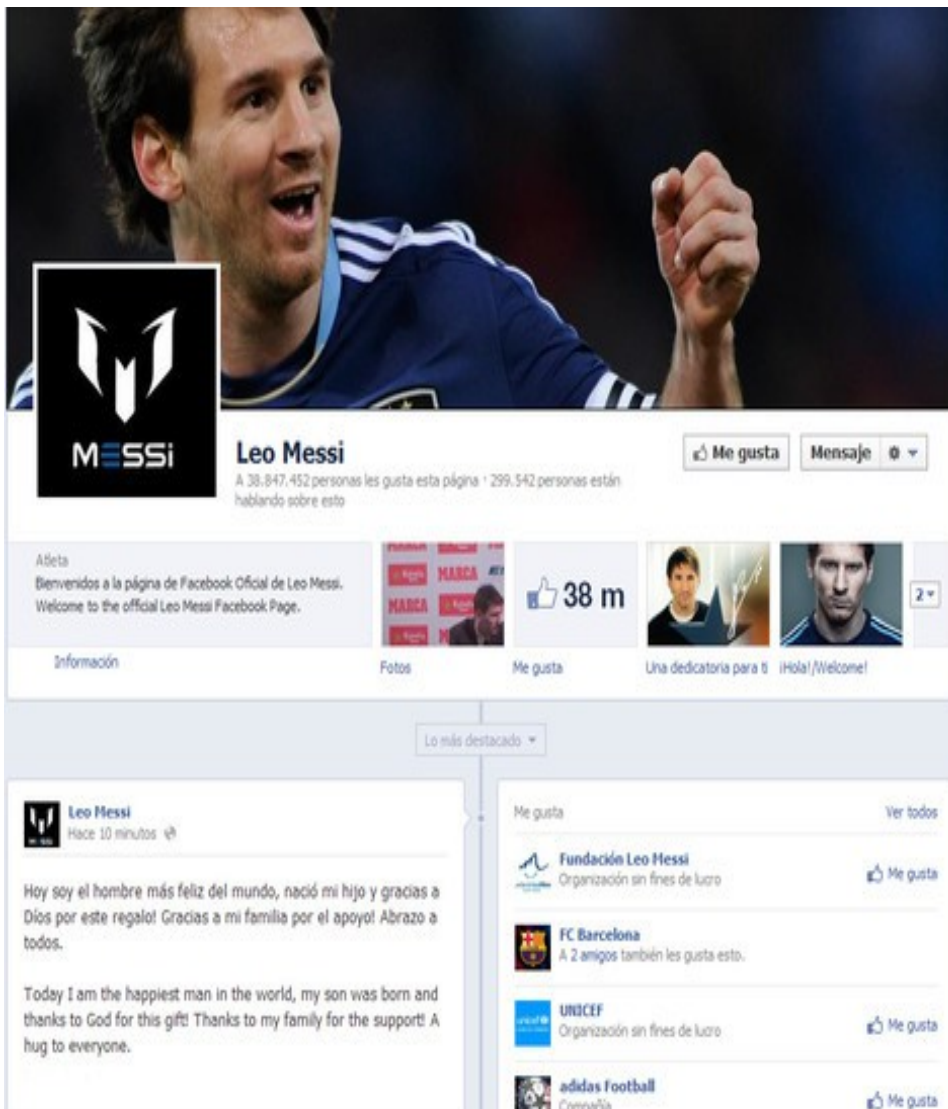 MESSi
Leo Messi
A 38.847.452 personas les gusta esta página · 299.542 personas están
hablando sobre esto
Me gusta
Mensaje
Atleta
Bienvenidos a la página de Facebook Oficial de Leo Messi.
Welcome to the official Leo Messi Facebook Page.
Información
MARCA
MARCA
Fotos
38 m
Me gusta
Una dedicatoria para ti
¡Hola!/Welcome!
2
Lo más destacado
Leo Messi
Hace 10 minutos
Hoy soy el hombre más feliz del mundo, nació mi hijo y gracias a
Díos por este regalo! Gracias a mi familia por el apoyo! Abrazo a
todos.
Today I am the happiest man in the world, my son was born and
thanks to God for this gift! Thanks to my family for the support! A
hug to everyone.
Me gusta
Ver todos
Fundación Leo Messi
Organización sin fines de lucro
Me gusta
FC Barcelona
A 2 amigos también les gusta esto.
unicef
UNICEF
Organización sin fines de lucro
Me gusta
adidas Football
Compañía
Me gusta